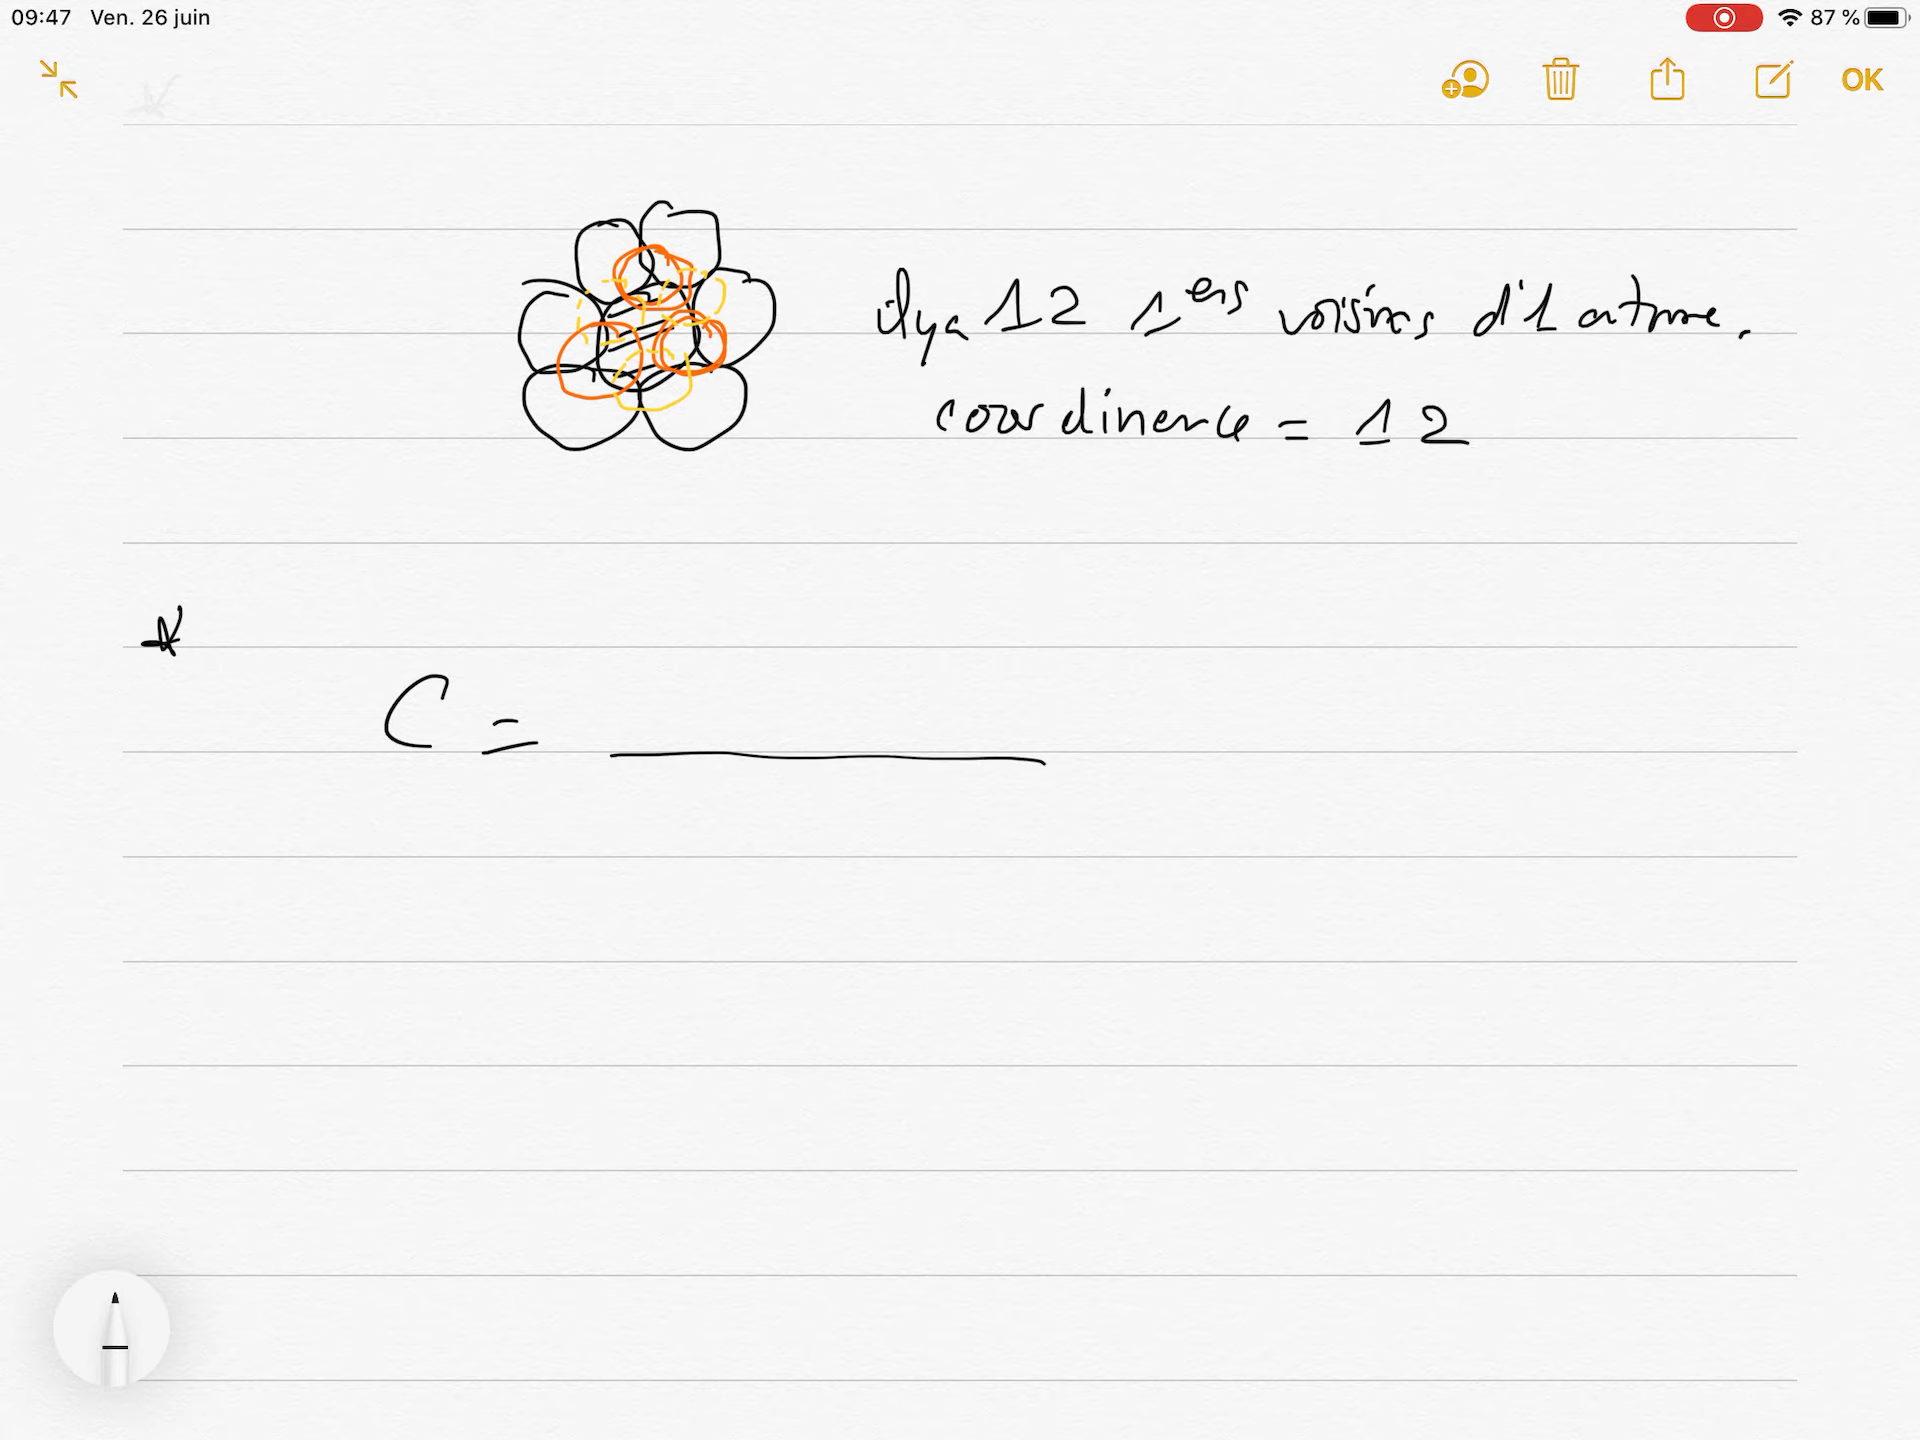 09:47 Ven. 26 juin
87 %
OK
il y a 12 1ers voisins d'1 atome.
coordinence = 12
C =